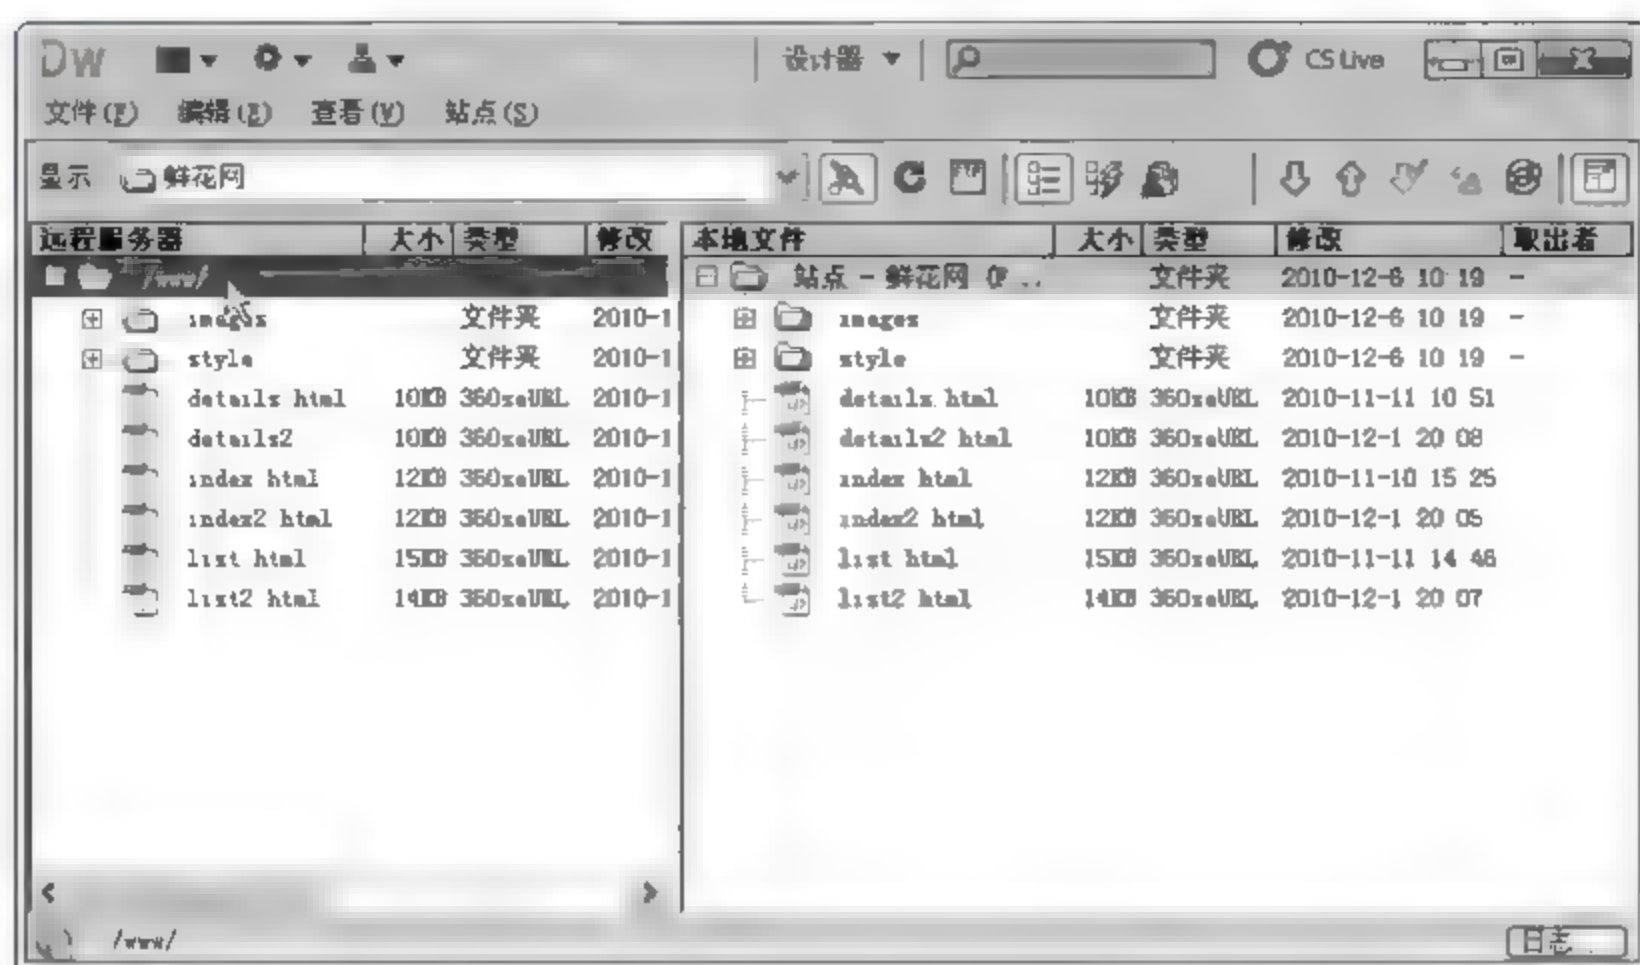 Dw 设计器 CS Live
文件(F) 编辑(E) 查看(V) 站点(S)
显示 鲜花网
远程服务器 大小 类型 修改 本地文件 大小 类型 修改 取出者
/www/ 站点 - 鲜花网 文件夹 2010-12-6 10 19 -
images 文件夹 2010-1 images 文件夹 2010-12-6 10 19 -
style 文件夹 2010-1 style 文件夹 2010-12-6 10 19 -
details html 10KB 360seURL 2010-1 details.html 10KB 360seURL 2010-11-11 10 51
details2 10KB 360seURL 2010-1 details2 html 10KB 360seURL 2010-12-1 20 08
index html 12KB 360seURL 2010-1 index html 12KB 360seURL 2010-11-10 15 25
index2 html 12KB 360seURL 2010-1 index2 html 12KB 360seURL 2010-12-1 20 05
list html 15KB 360seURL 2010-1 list html 15KB 360seURL 2010-11-11 14 46
list2 html 14KB 360seURL 2010-1 list2 html 14KB 360seURL 2010-12-1 20 07
/www/ 日志